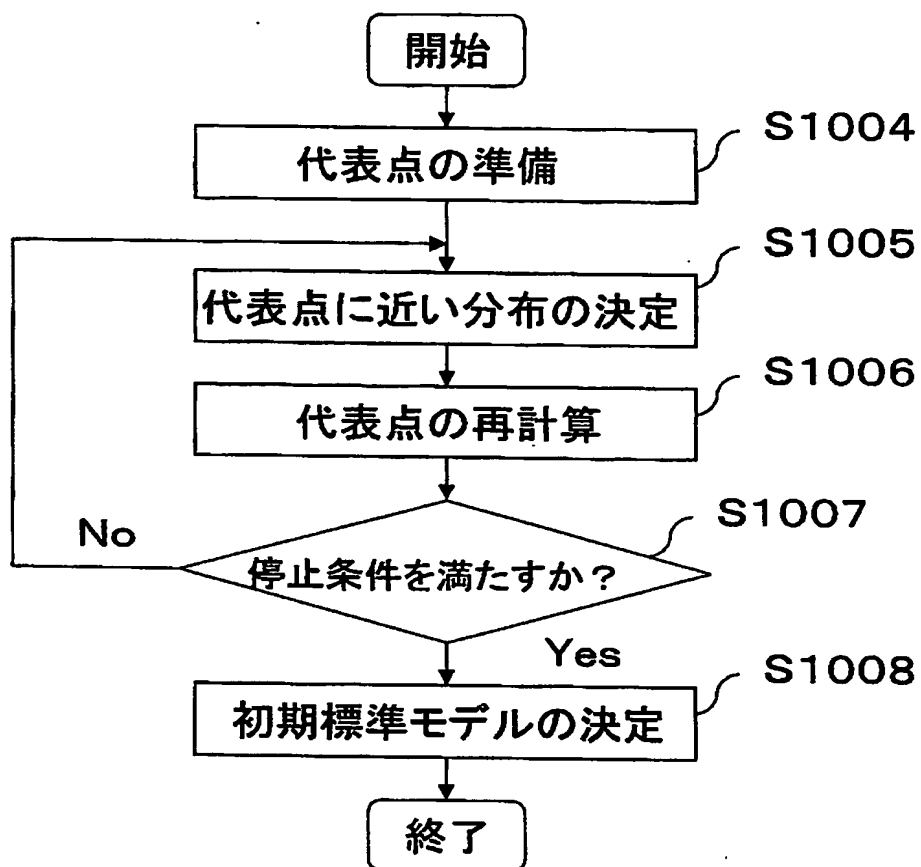 開始
S1004
代表点の準備
S1005
代表点に近い分布の決定
S1006
代表点の再計算
S1007
No
停止条件を満たすか?
Yes
S1008
初期標準モデルの決定
終了